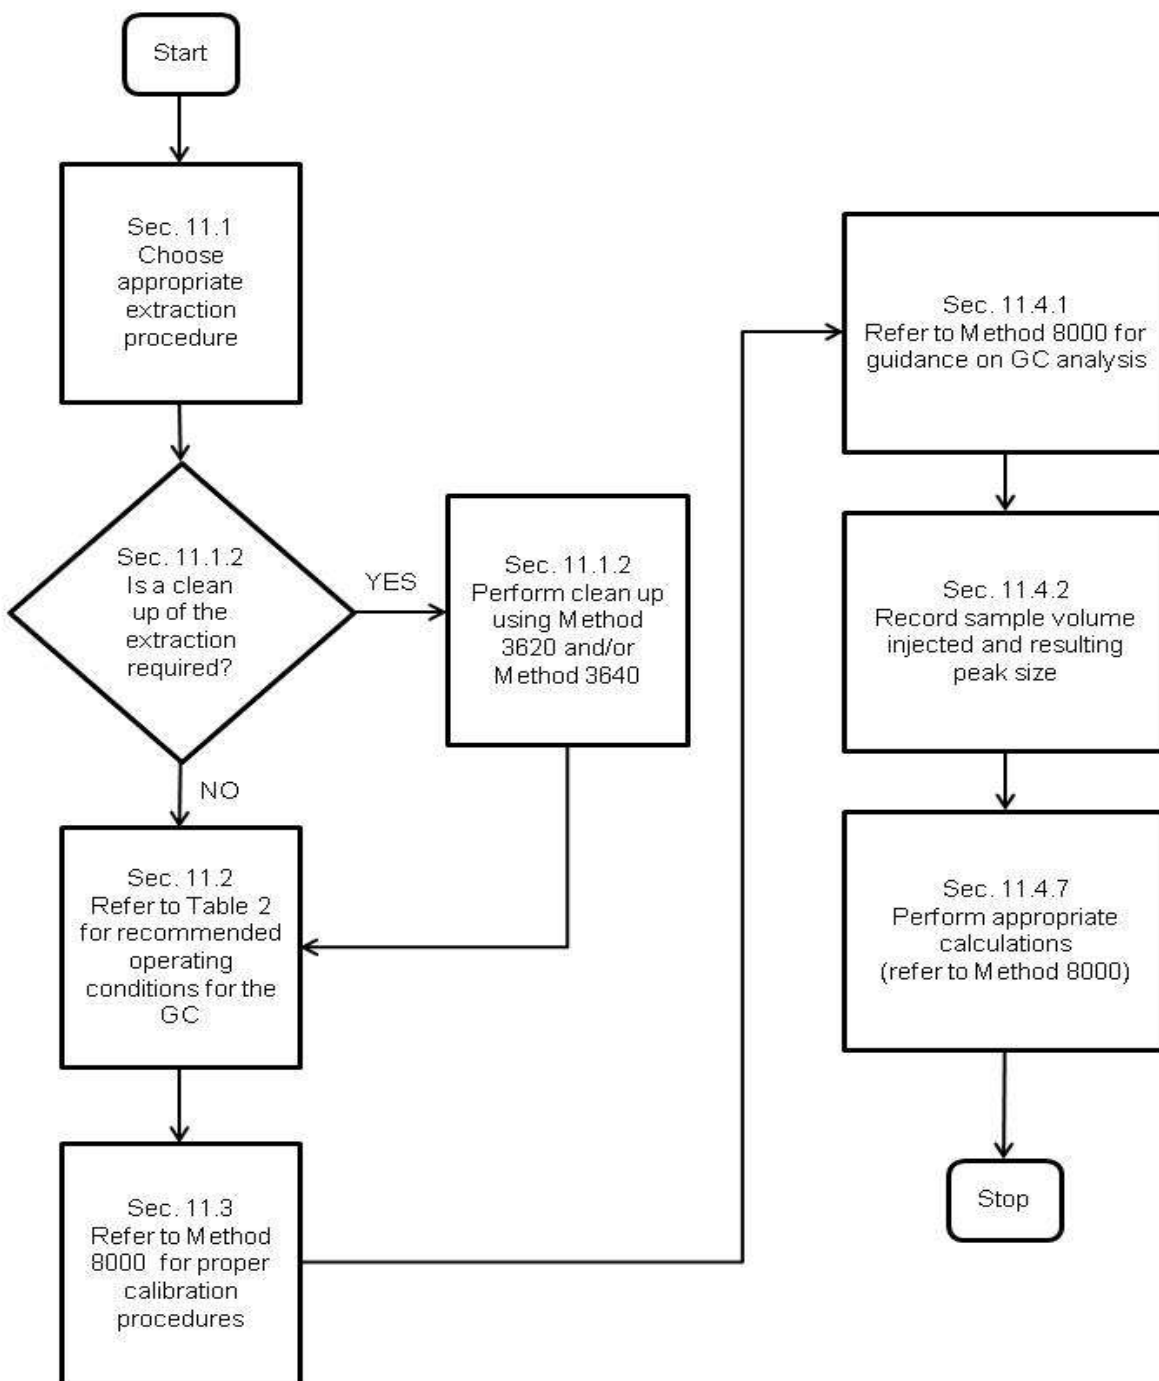 Start
Sec. 11.1
Choose
appropriate
extraction
procedure
Sec. 11.1.2
Is a clean
up of the
extraction
required?
YES
Sec. 11.1.2
Perform clean up
using Method
3620 and/or
Method 3640
NO
Sec. 11.2
Refer to Table 2
for recommended
operating
conditions for the
GC
Sec. 11.3
Refer to Method
8000 for proper
calibration
procedures
Sec. 11.4.1
Refer to Method 8000 for
guidance on GC analysis
Sec. 11.4.2
Record sample volume
injected and resulting
peak size
Sec. 11.4.7
Perform appropriate
calculations
(refer to Method 8000)
Stop